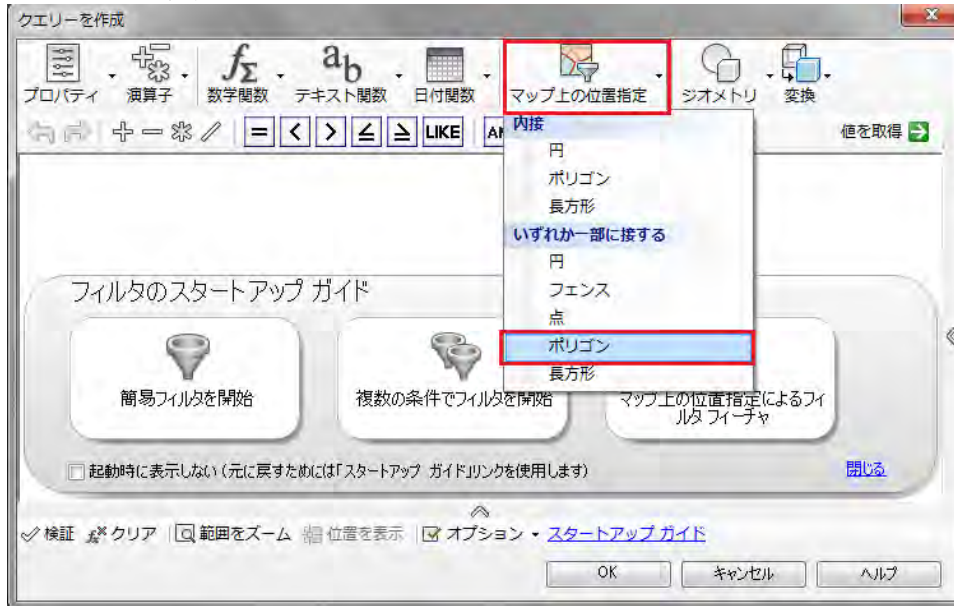 クエリーを作成
プロパティ 演算子 数学関数 テキスト関数 日付関数 マップ上の位置指定 ジオメトリ 変換
= < > ≦ ≧ LIKE 値を取得
内接
円
ポリゴン
長方形
いずれか一部に接する
円
フェンス
点
ポリゴン
長方形
フィルタのスタートアップ ガイド
簡易フィルタを開始
複数の条件でフィルタを開始
マップ上の位置指定によるフィ
ルタ フィーチャ
起動時に表示しない (元に戻すためには「スタートアップ ガイド」リンクを使用します) 閉じる
検証 クリア 範囲をズーム 位置を表示 オプション スタートアップ ガイド
OK キャンセル ヘルプ